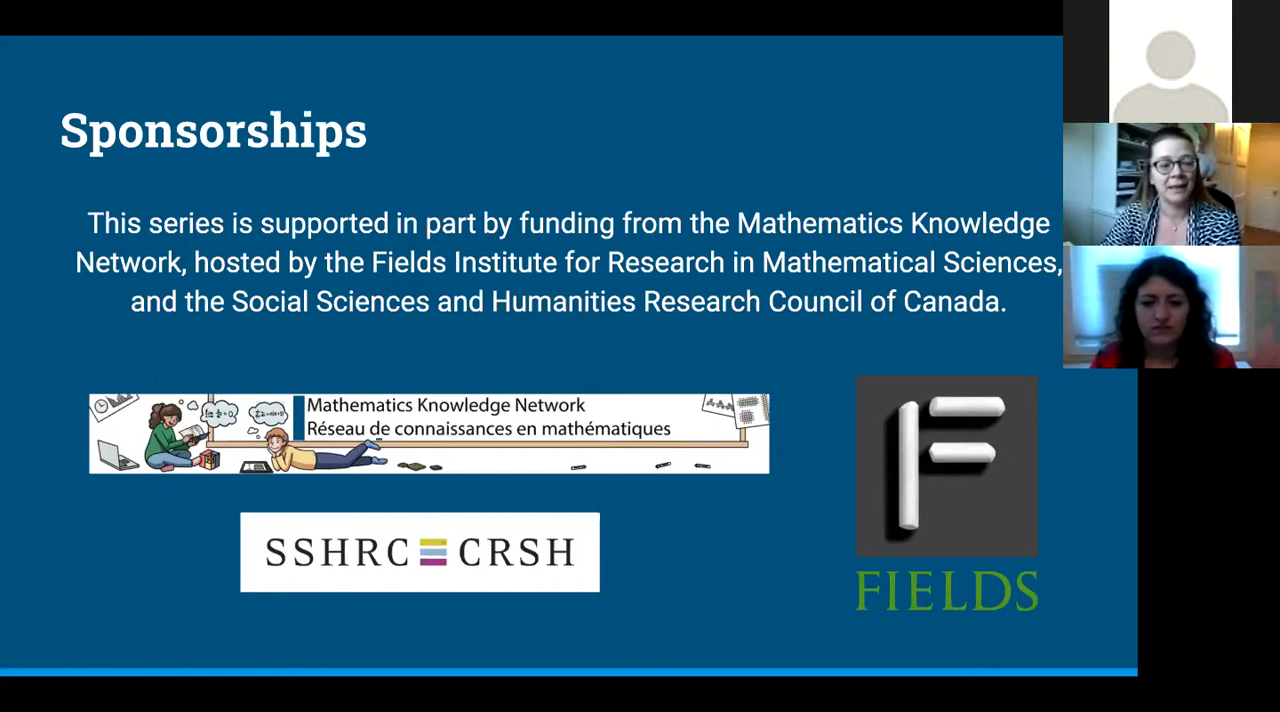 Sponsorships
This series is supported in part by funding from the Mathematics Knowledge
Network, hosted by the Fields Institute for Research in Mathematical Sciences,
and the Social Sciences and Humanities Research Council of Canada.
Mathematics Knowledge Network
Réseau de connaissances en mathématiques
SSHRC CRSH
F
FIELDS